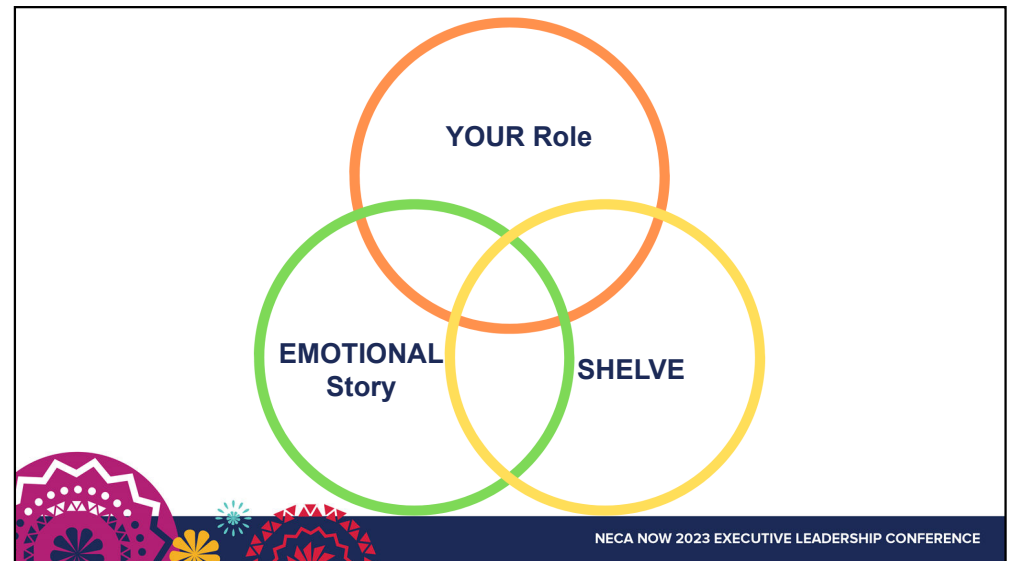 YOUR Role
EMOTIONAL
Story
SHELVE
NECA NOW 2023 EXECUTIVE LEADERSHIP CONFERENCE